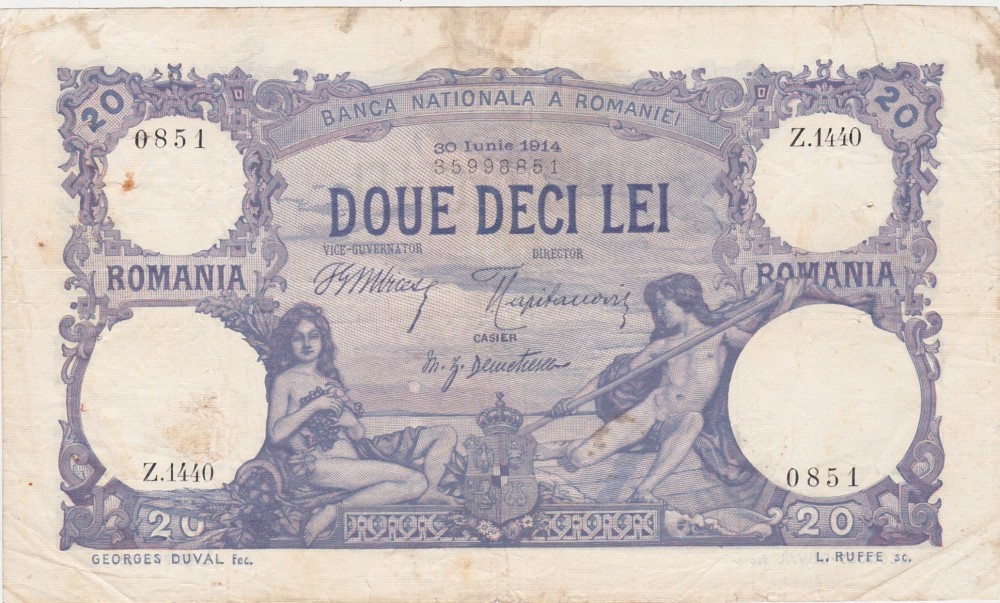 20 20
BANCA NATIONALA A ROMANIEI
0851 Z.1440
30 Iunie 1914
35998851
DOUE DECI LEI
VICE-GUVERNATOR DIRECTOR
ROMANIA ROMANIA
CASIER
Z.1440 0851
20 20
GEORGES DUVAL fec. L. RUFFE sc.